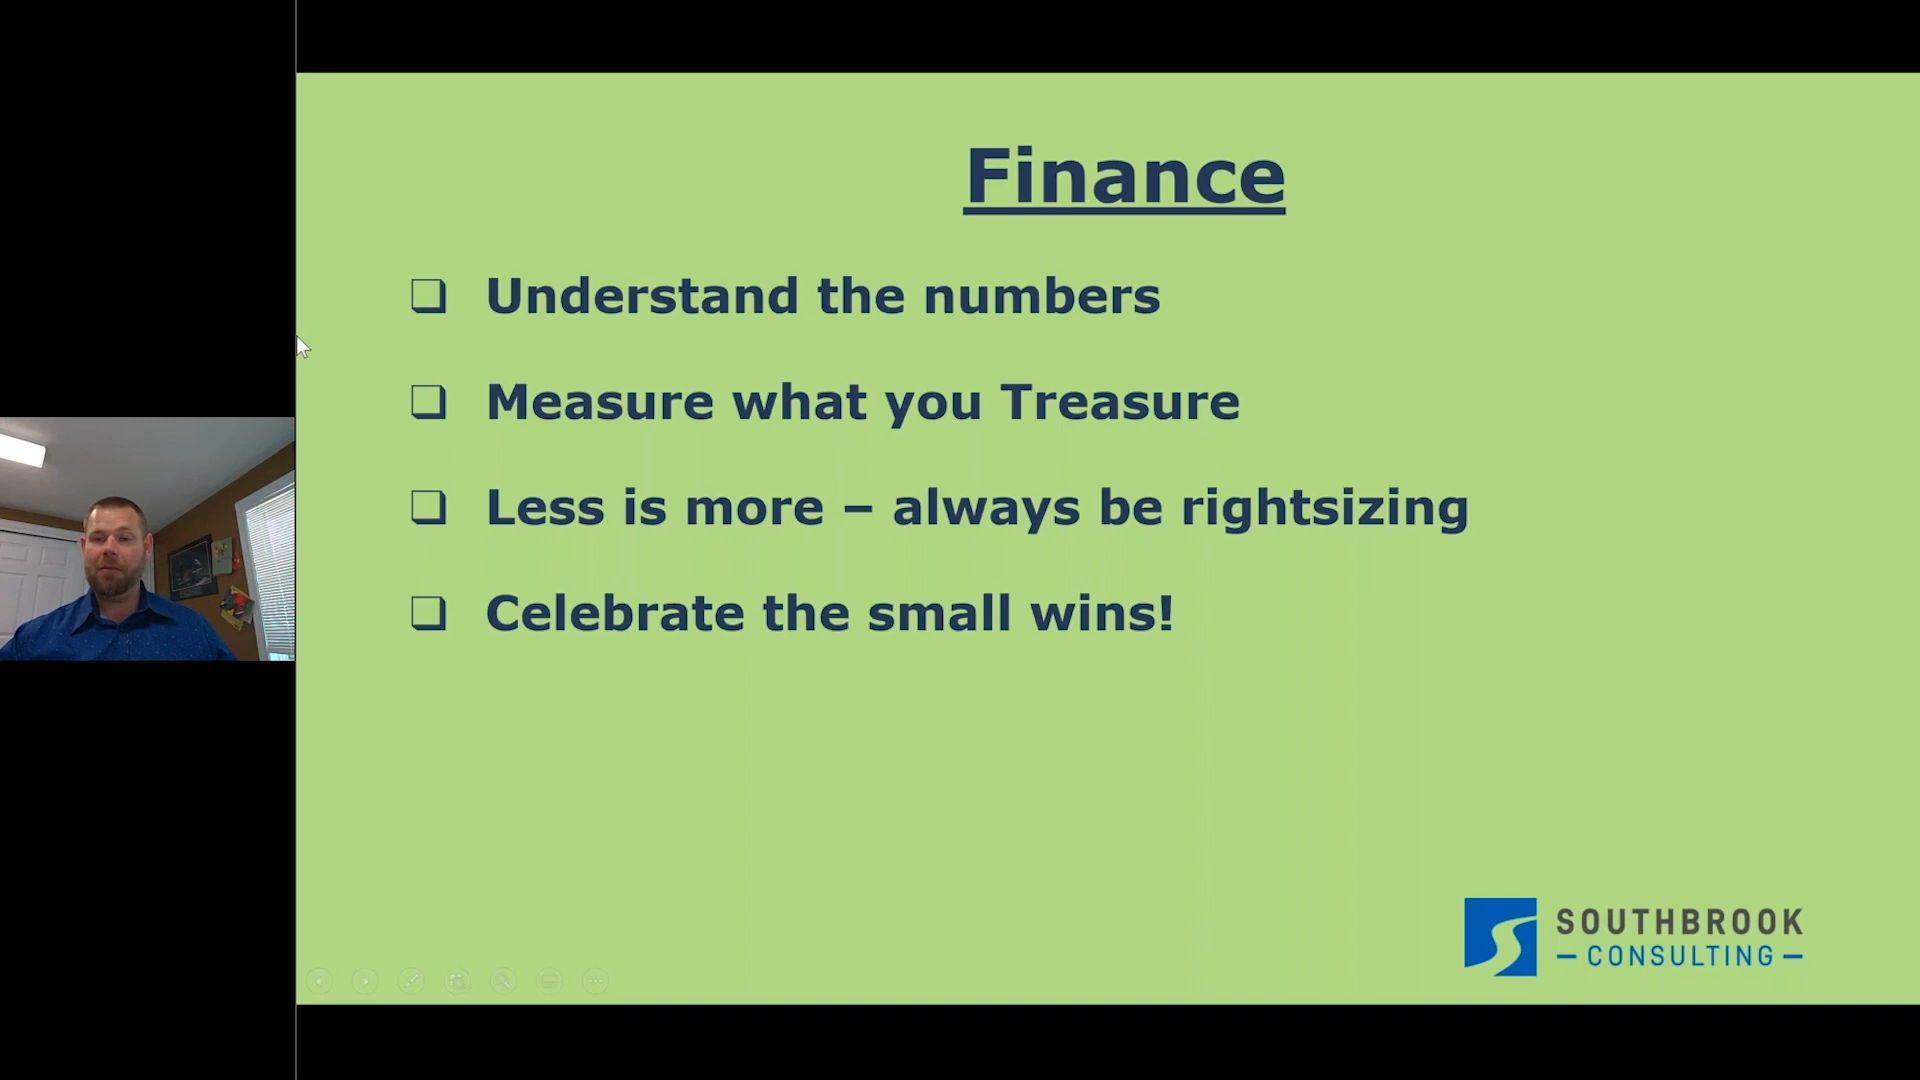 Finance
❑ Understand the numbers
❑ Measure what you Treasure
❑ Less is more – always be rightsizing
❑ Celebrate the small wins!
SOUTHBROOK
– CONSULTING –